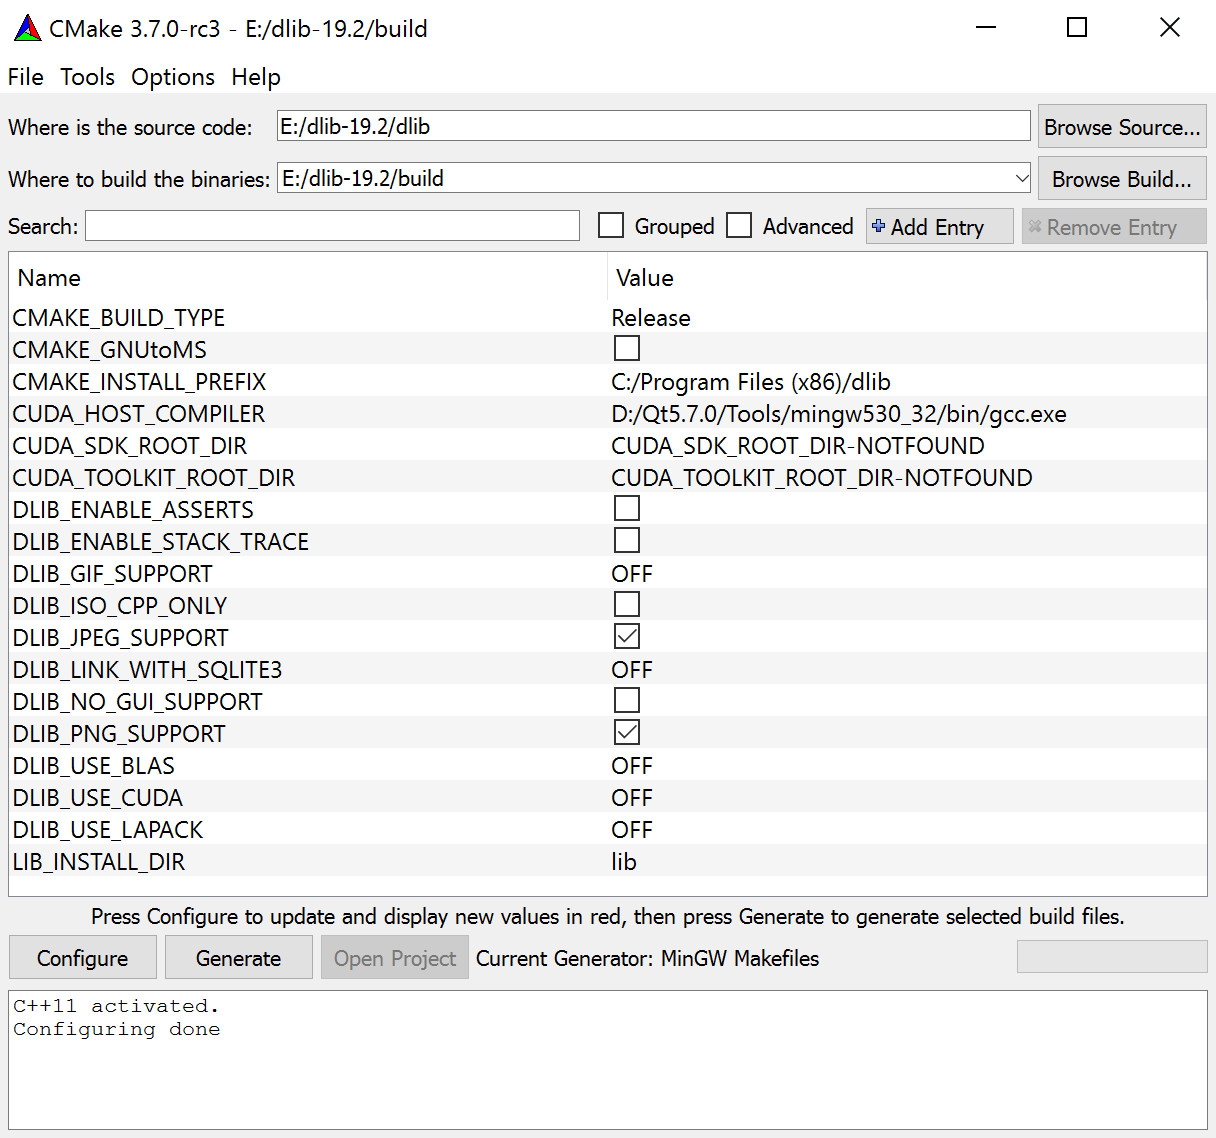 CMake 3.7.0-rc3 - E:/dlib-19.2/build
File Tools Options Help
Where is the source code: E:/dlib-19.2/dlib Browse Source...
Where to build the binaries: E:/dlib-19.2/build Browse Build...
Search: Grouped Advanced Add Entry Remove Entry
Name Value
CMAKE_BUILD_TYPE Release
CMAKE_GNUtoMS
CMAKE_INSTALL_PREFIX C:/Program Files (x86)/dlib
CUDA_HOST_COMPILER D:/Qt5.7.0/Tools/mingw530_32/bin/gcc.exe
CUDA_SDK_ROOT_DIR CUDA_SDK_ROOT_DIR-NOTFOUND
CUDA_TOOLKIT_ROOT_DIR CUDA_TOOLKIT_ROOT_DIR-NOTFOUND
DLIB_ENABLE_ASSERTS
DLIB_ENABLE_STACK_TRACE
DLIB_GIF_SUPPORT OFF
DLIB_ISO_CPP_ONLY
DLIB_JPEG_SUPPORT
DLIB_LINK_WITH_SQLITE3 OFF
DLIB_NO_GUI_SUPPORT
DLIB_PNG_SUPPORT
DLIB_USE_BLAS OFF
DLIB_USE_CUDA OFF
DLIB_USE_LAPACK OFF
LIB_INSTALL_DIR lib
Press Configure to update and display new values in red, then press Generate to generate selected build files.
Configure Generate Open Project Current Generator: MinGW Makefiles
C++11 activated.
Configuring done